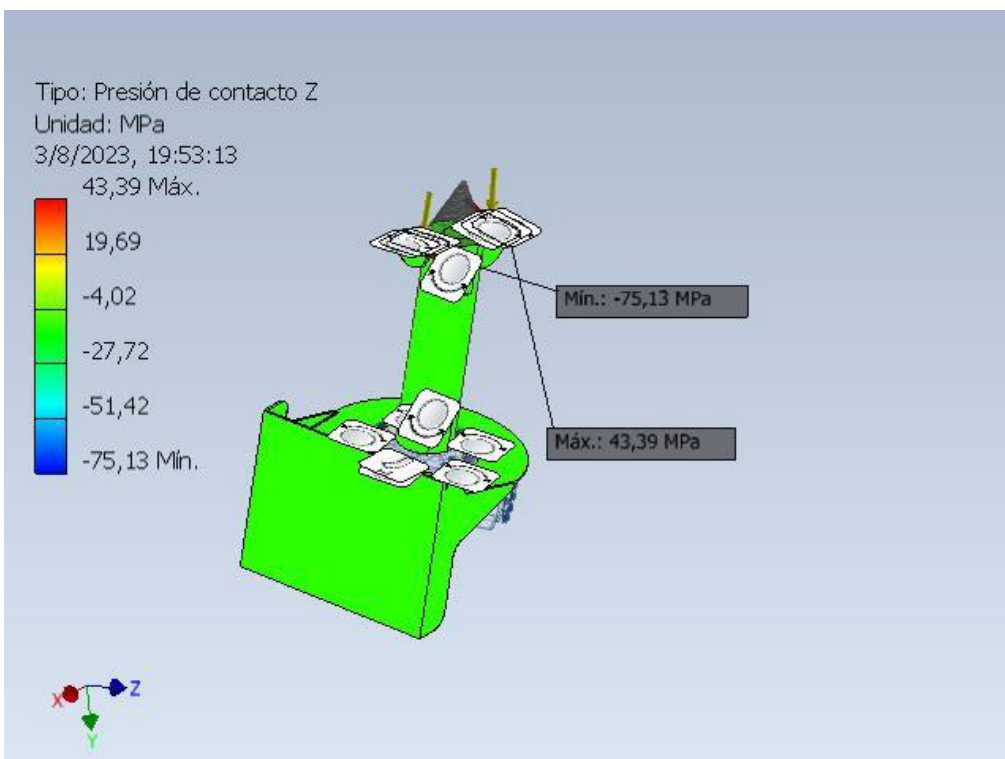 Tipo: Presión de contacto Z
Unidad: MPa
3/8/2023, 19:53:13
43,39 Máx.
19,69
-4,02
-27,72
-51,42
-75,13 Mín.
Mín.: -75,13 MPa
Máx.: 43,39 MPa
X
Z
Y